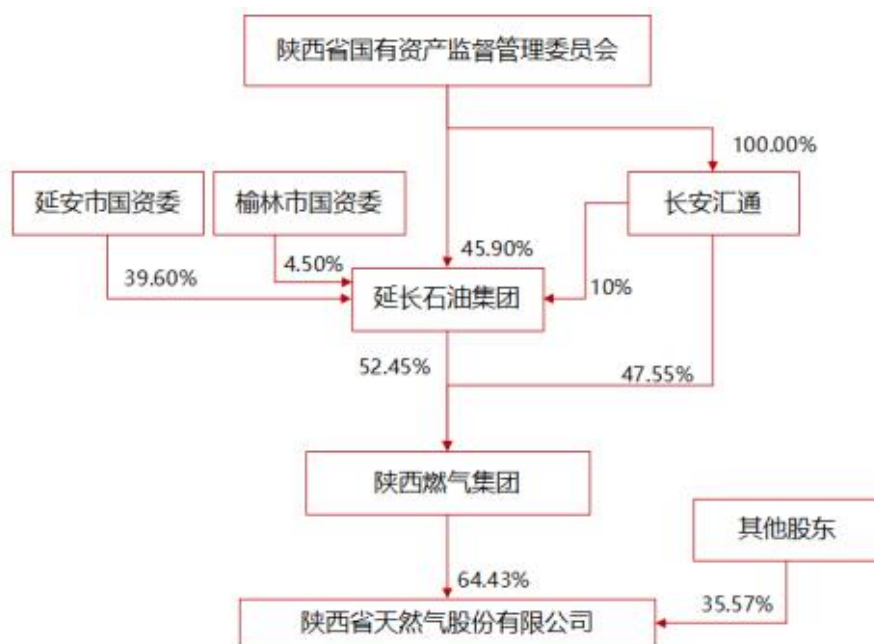 陕西省国有资产监督管理委员会
100.00%
延安市国资委
榆林市国资委
长安汇通
39.60%
4.50%
45.90%
10%
延长石油集团
52.45%
47.55%
陕西燃气集团
其他股东
64.43%
35.57%
陕西省天然气股份有限公司